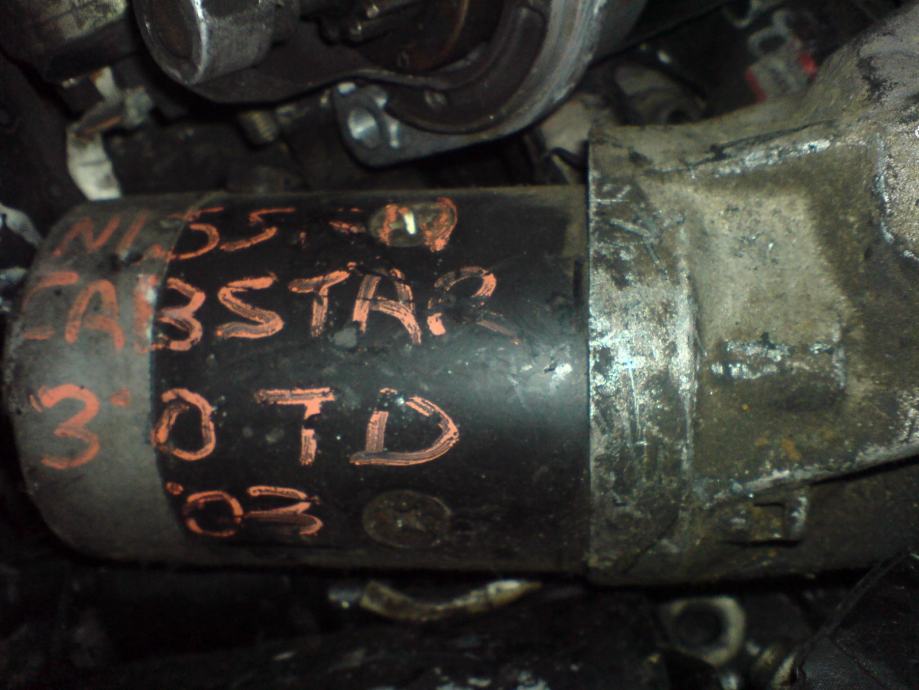 NISSAN
CABSTAR
3.0TD
03